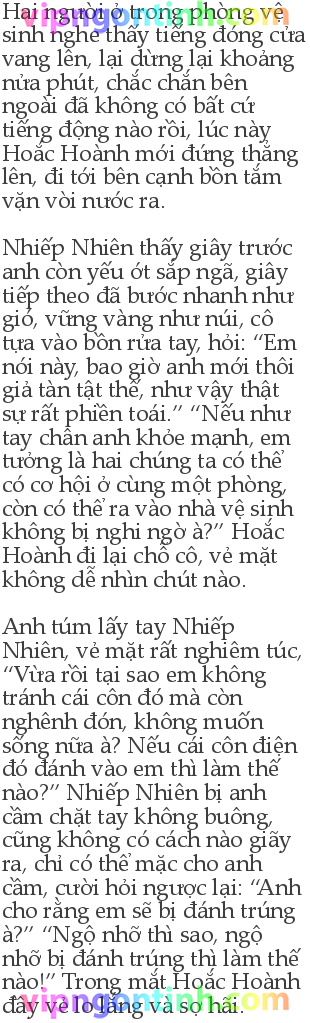 Hai người ở trong phòng vệ
sinh nghe thấy tiếng đóng cửa
vang lên, lại dừng lại khoảng
nửa phút, chắc chắn bên
ngoài đã không có bất cứ
tiếng động nào rồi, lúc này
Hoắc Hoành mới đứng thẳng
lên, đi tới bên cạnh bồn tắm
vặn vòi nước ra.
Nhiếp Nhiên thấy giây trước
anh còn yếu ớt sắp ngã, giây
tiếp theo đã bước nhanh như
gió, vững vàng như núi, cô
tựa vào bồn rửa tay, hỏi: “Em
nói này, bao giờ anh mới thôi
giả tàn tật thế, như vậy thật
sự rất phiền toái.” “Nếu như
tay chân anh khỏe mạnh, em
tưởng là hai chúng ta có thể
có cơ hội ở cùng một phòng,
còn có thể ra vào nhà vệ sinh
không bị nghi ngờ à?” Hoắc
Hoành đi lại chỗ cô, vẻ mặt
không dễ nhìn chút nào.
Anh túm lấy tay Nhiếp
Nhiên, vẻ mặt rất nghiêm túc,
“Vừa rồi tại sao em không
tránh cái côn đó mà còn
nghênh đón, không muốn
sống nữa à? Nếu cái côn điện
đó đánh vào em thì làm thế
nào?” Nhiếp Nhiên bị anh
cầm chặt tay không buông,
cũng không có cách nào giãy
ra, chỉ có thể mặc cho anh
cầm, cười hỏi ngược lại: “Anh
cho rằng em sẽ bị đánh trúng
à?” “Ngộ nhỡ thì sao, ngộ
nhỡ bị đánh trúng thì làm thế
nào!” Trong mắt Hoắc Hoành
đầy vẻ lo lắng và sợ hãi.
vipngontinh.com
vipngontinh.com